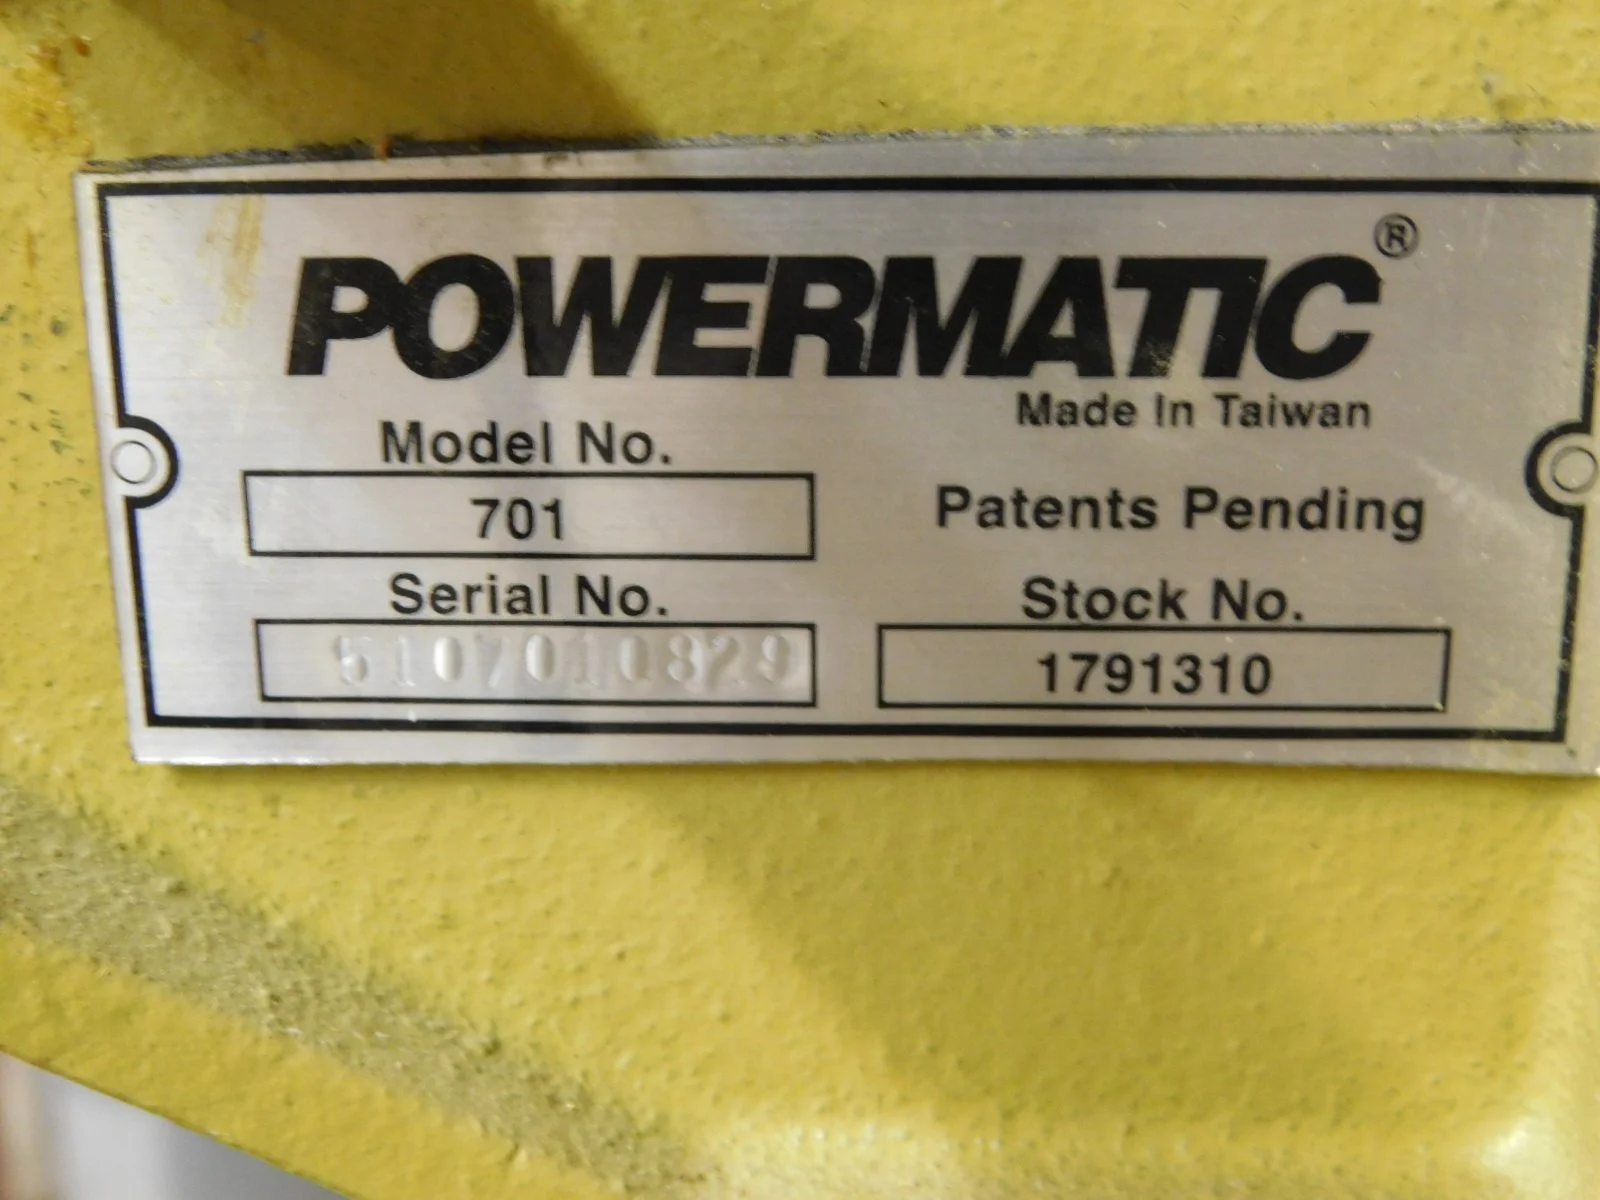 POWERMATIC®
Made In Taiwan
Model No.
701
Patents Pending
Serial No.
5107010829
Stock No.
1791310